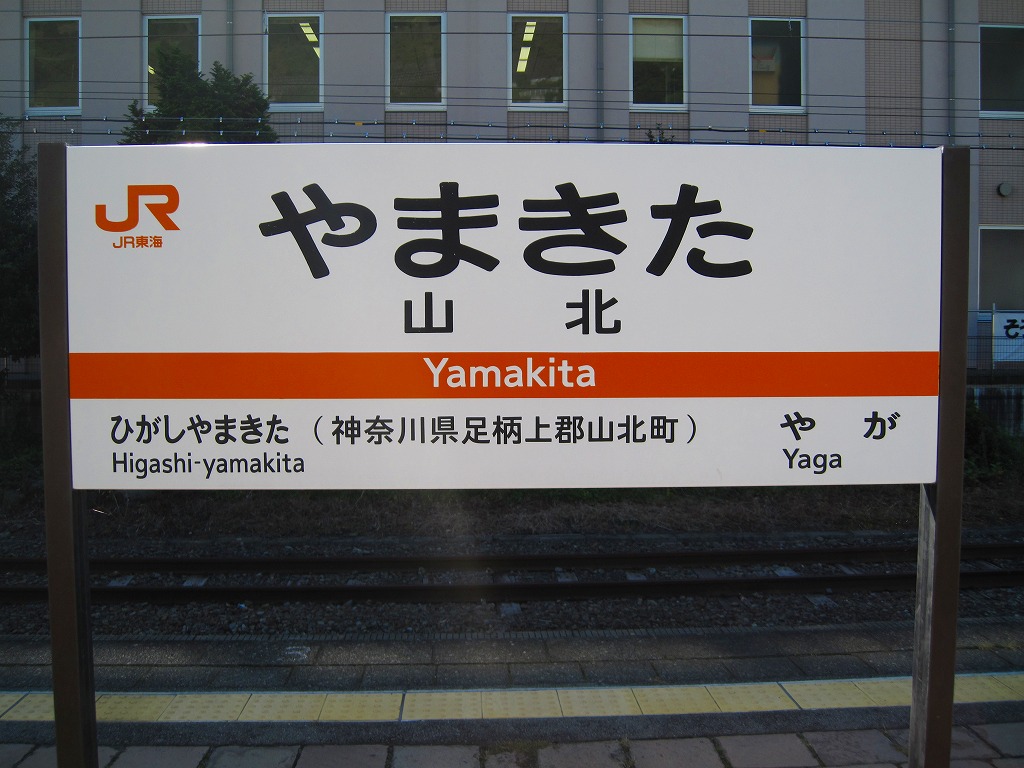 JR
JR東海
やまきた
山北
Yamakita
ひがしやまきた（神奈川県足柄上郡山北町） やが
Higashi-yamakita Yaga